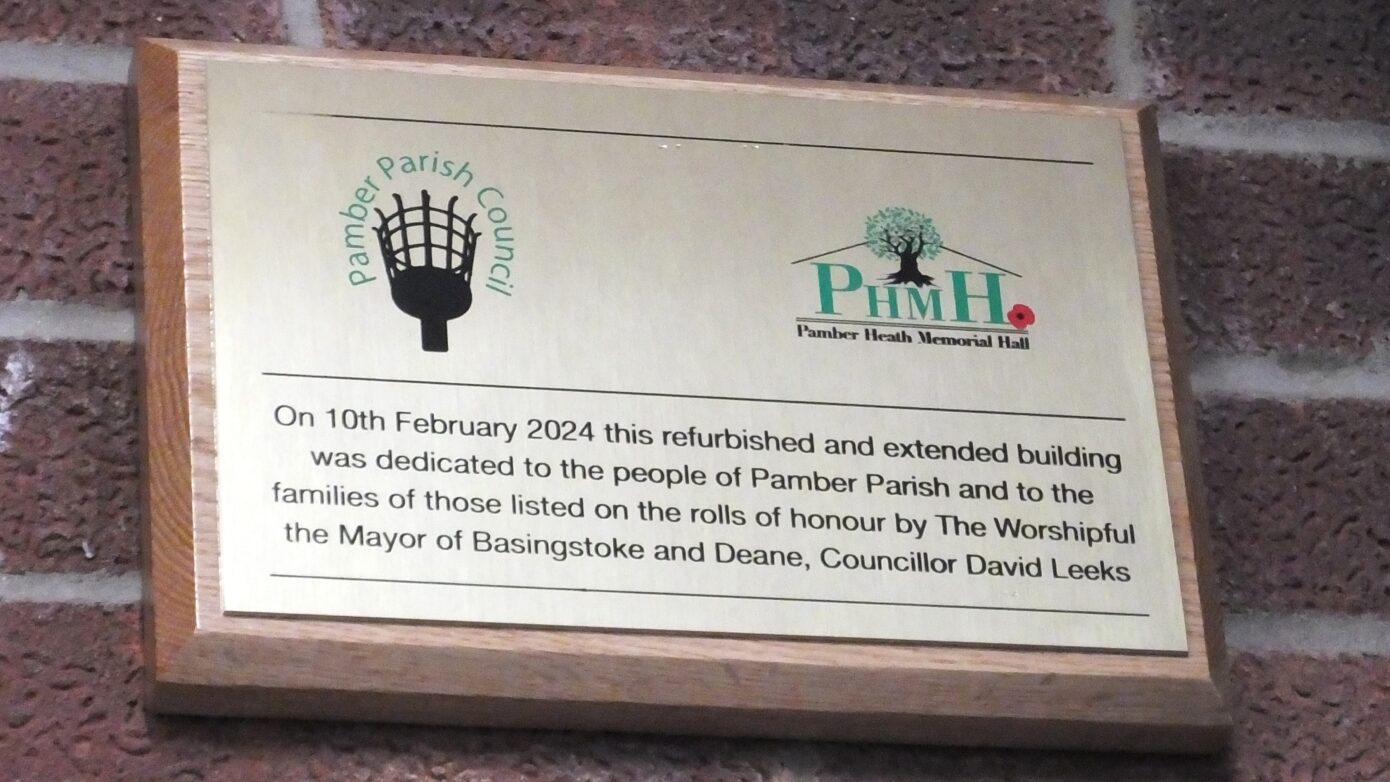 Pamber Parish Council
PHMH
Pamber Heath Memorial Hall
On 10th February 2024 this refurbished and extended building
was dedicated to the people of Pamber Parish and to the
families of those listed on the rolls of honour by The Worshipful
the Mayor of Basingstoke and Deane, Councillor David Leeks